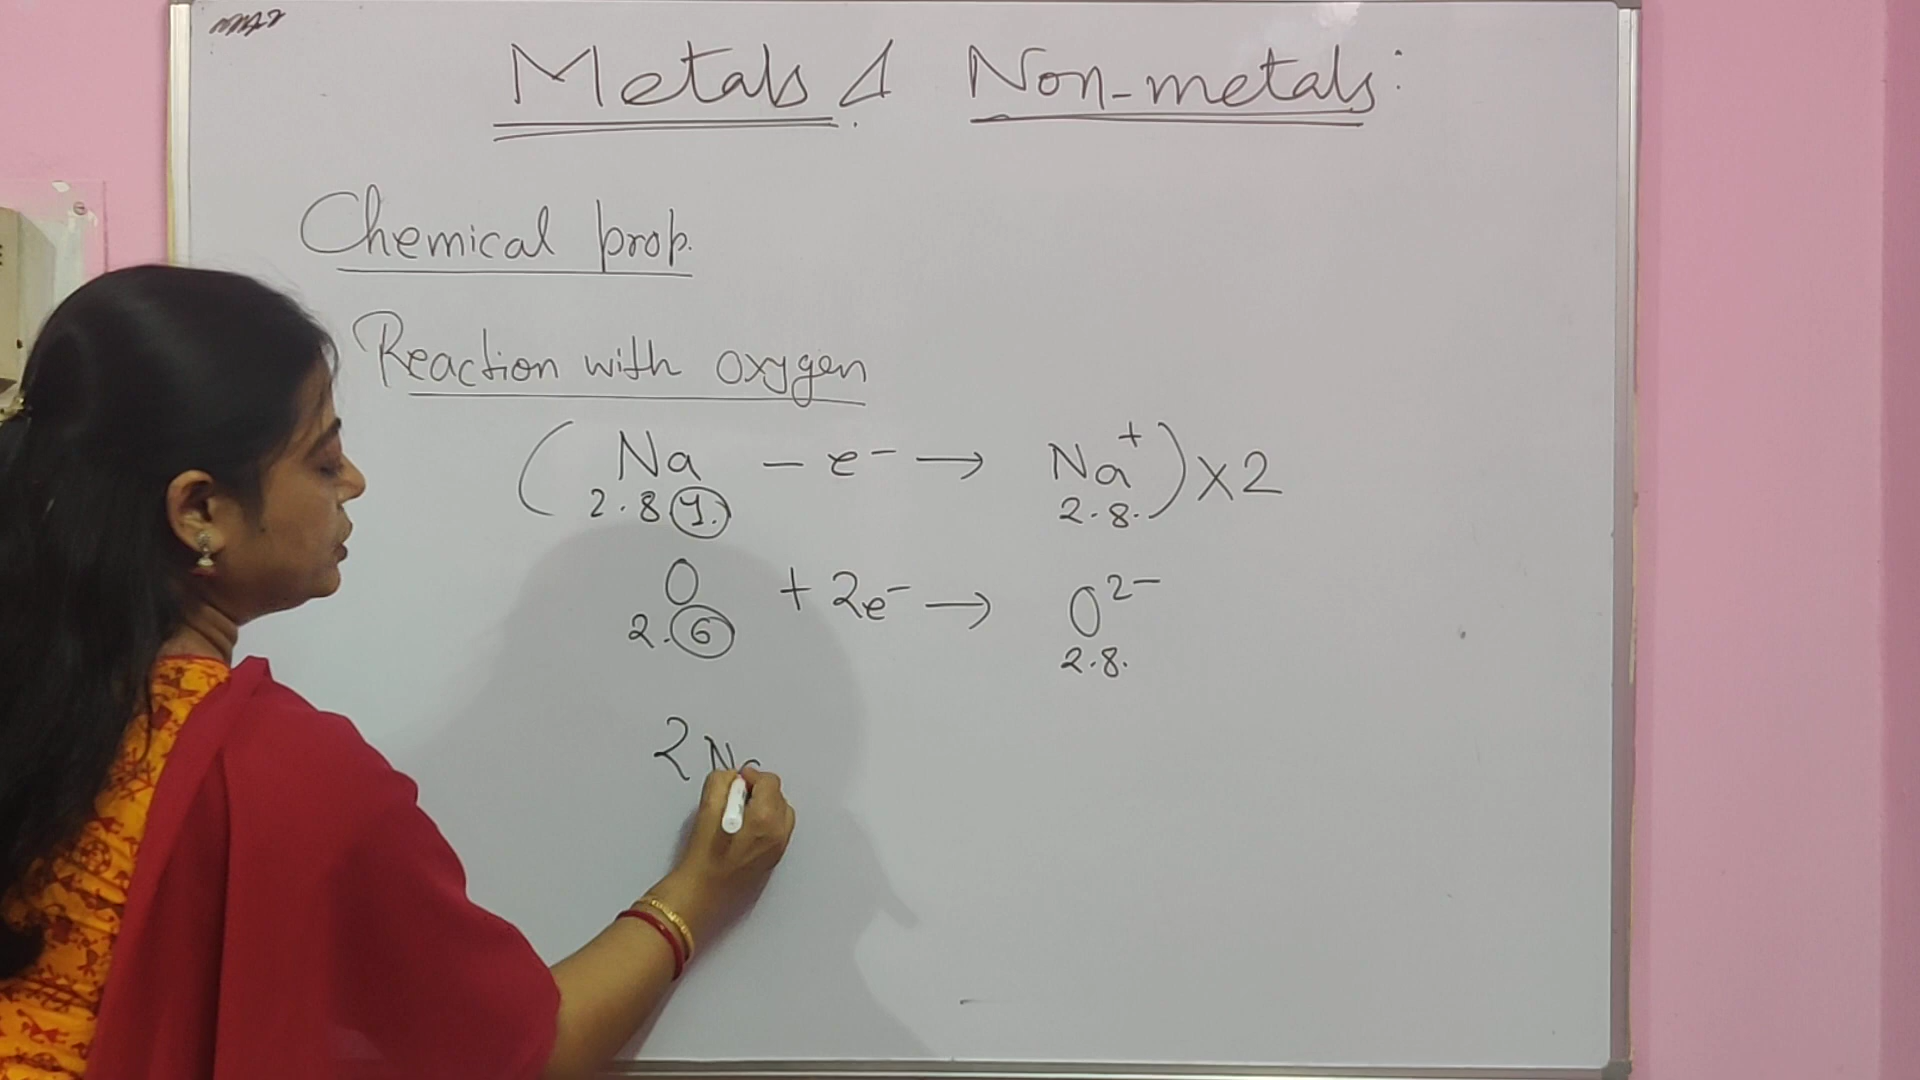 Metals & Non-metals:
Chemical prop.
Reaction with oxygen
( Na - e⁻ → Na⁺ ) x 2
2.8 1. 2.8.
O + 2e⁻ → O²⁻
2.6 2.8.
2 Na